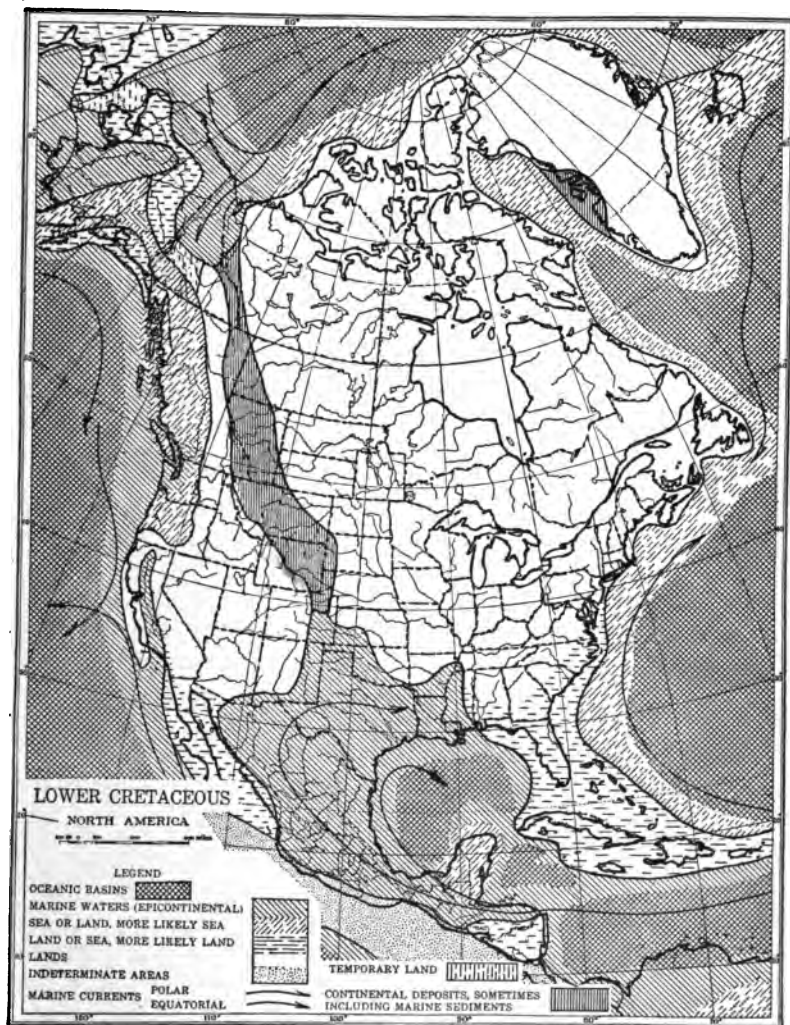 LOWER CRETACEOUS
NORTH AMERICA
LEGEND
OCEANIC BASINS
MARINE WATERS (EPICONTINENTAL)
SEA OR LAND, MORE LIKELY SEA
LAND OR SEA, MORE LIKELY LAND
LANDS
INDETERMINATE AREAS
TEMPORARY LAND
MARINE CURRENTS POLAR
EQUATORIAL
CONTINENTAL DEPOSITS, SOMETIMES
INCLUDING MARINE SEDIMENTS